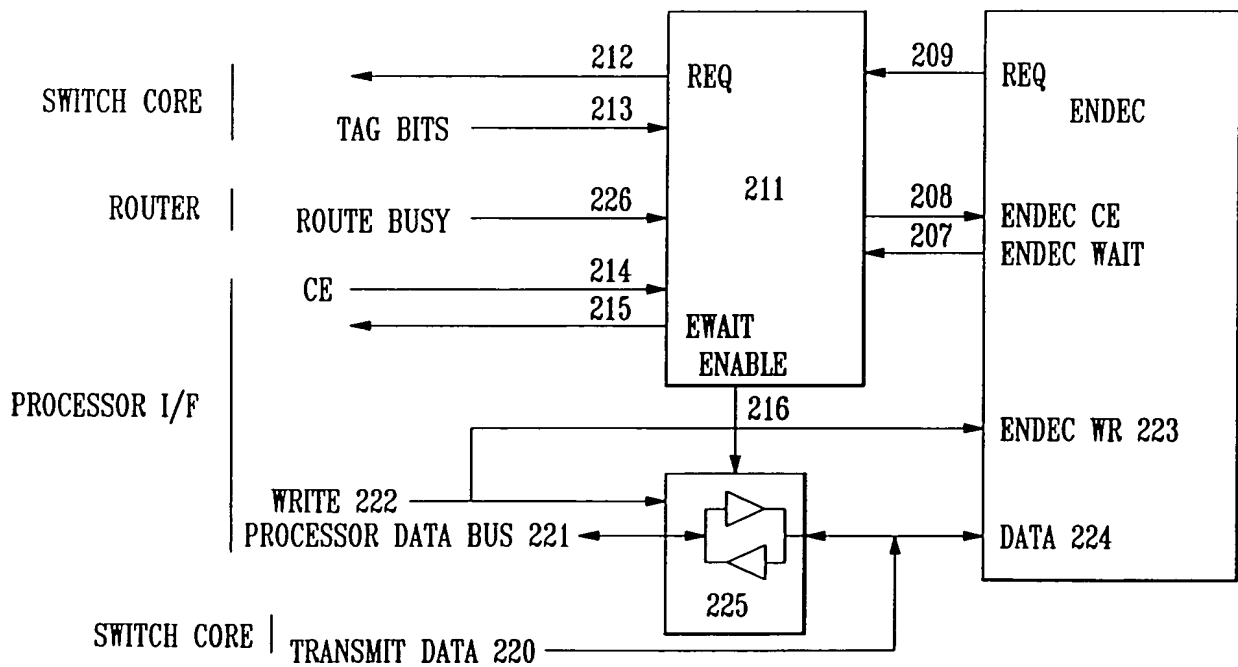 212
REQ
209
REQ
SWITCH CORE
213
TAG BITS
ENDEC
211
ROUTER
226
ROUTE BUSY
208
ENDEC CE
207
ENDEC WAIT
CE
214
215
EWAIT
ENABLE
PROCESSOR I/F
216
ENDEC WR 223
WRITE 222
PROCESSOR DATA BUS 221
DATA 224
225
SWITCH CORE
TRANSMIT DATA 220